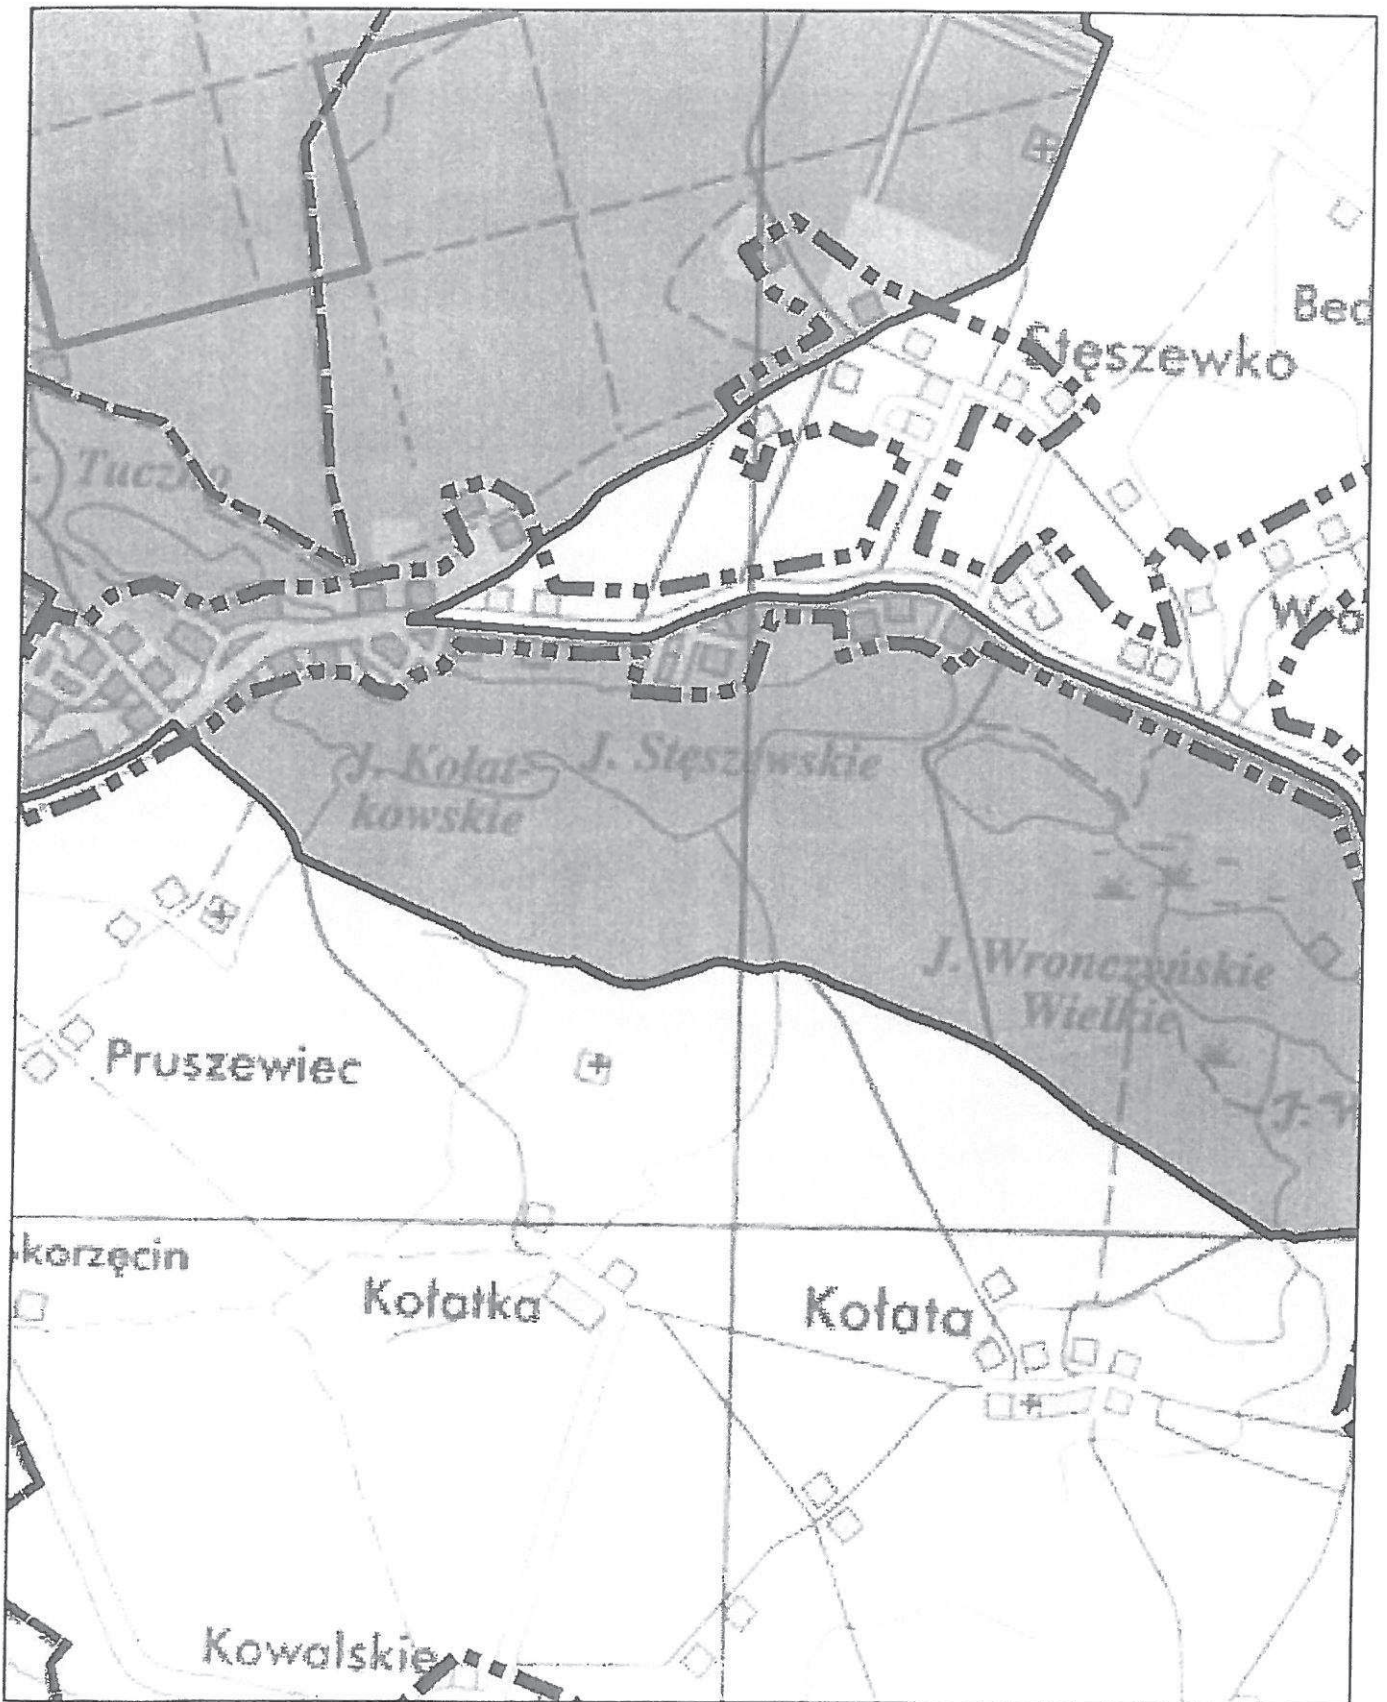 Bed
Stęszewko
Tuczno
J. Kołat-
kowskie
J. Stęszewskie
J. Wronczyńskie
Wielkie
Pruszewiec
korzęcin
Kołatka
Kołata
Kowalskie